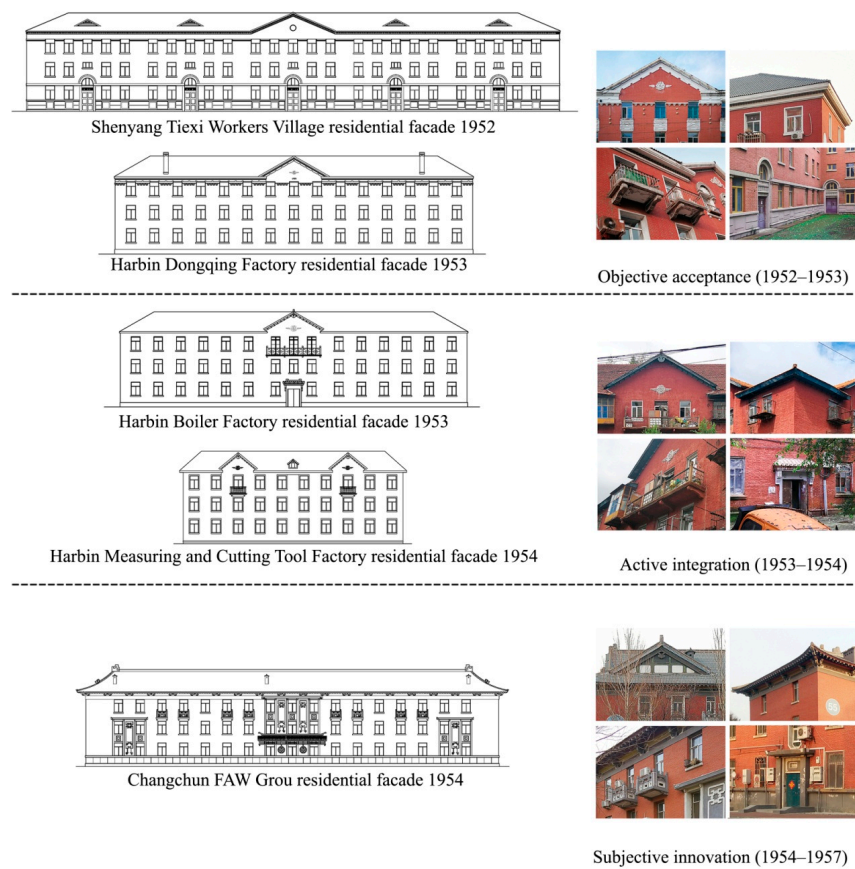 Shenyang Tiexi Workers Village residential facade 1952
Harbin Dongqing Factory residential facade 1953
Objective acceptance (1952–1953)
Harbin Boiler Factory residential facade 1953
Harbin Measuring and Cutting Tool Factory residential facade 1954
Active integration (1953–1954)
Changchun FAW Grou residential facade 1954
Subjective innovation (1954–1957)